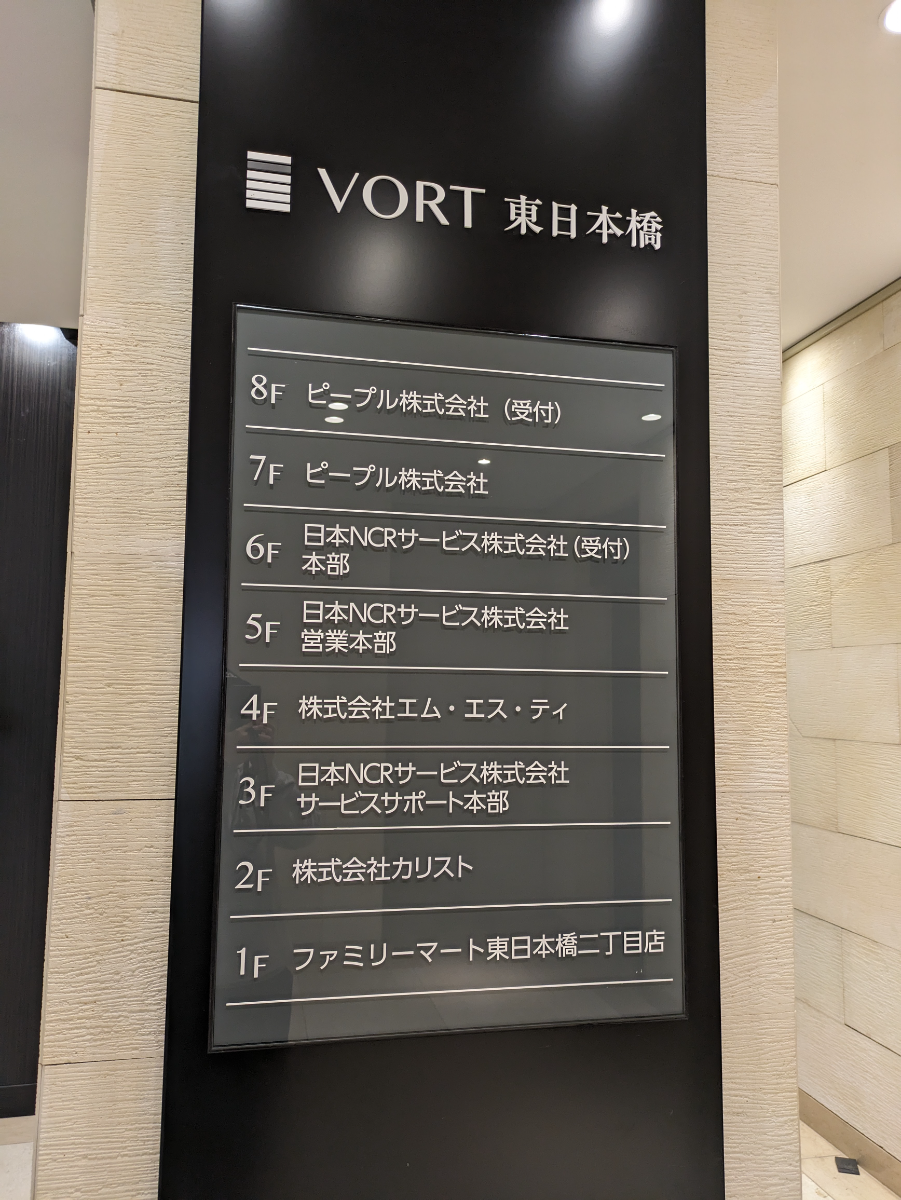 VORT 東日本橋
8F ピープル株式会社 (受付)
7F ピープル株式会社
6F 日本NCRサービス株式会社 (受付)
本部
5F 日本NCRサービス株式会社
営業本部
4F 株式会社エム・エス・ティ
3F 日本NCRサービス株式会社
サービスサポート本部
2F 株式会社カリスト
1F ファミリーマート東日本橋二丁目店